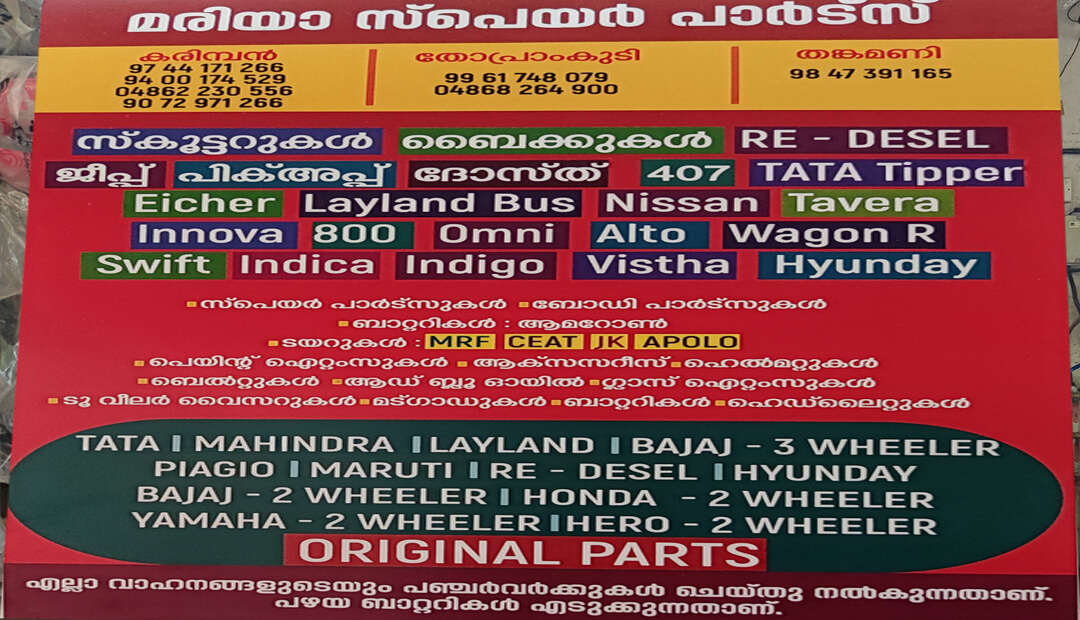 മരിയാ സ്പെയർ പാർട്സ്
കരിമ്പൻ
97 44 171 266
94 00 174 529
04862 230 556
90 72 971 266
തോപ്രാംകുടി
99 61 748 079
04868 264 900
തങ്കമണി
98 47 391 165
സ്കൂട്ടറുകൾ ബൈക്കുകൾ RE - DESEL
ജീപ്പ് പിക്അപ്പ് ദോസ്ത് 407 TATA Tipper
Eicher Layland Bus Nissan Tavera
Innova 800 Omni Alto Wagon R
Swift Indica Indigo Vistha Hyunday
സ്പെയർ പാർട്സുകൾ ബോഡി പാർട്സുകൾ
ബാറ്ററികൾ : ആമറോൺ
ടയറുകൾ : MRF CEAT JK APOLO
പെയിന്റ് ഐറ്റംസുകൾ ആക്സസറീസ് ഹെൽമറ്റുകൾ
ബെൽറ്റുകൾ ആഡ് ബ്ലൂ ഓയിൽ ഗ്ലാസ് ഐറ്റംസുകൾ
ടൂ വീലർ വൈസറുകൾ മട്ഗാഡുകൾ ബാറ്ററികൾ ഹെഡ്ലൈറ്റുകൾ
TATA | MAHINDRA | LAYLAND | BAJAJ - 3 WHEELER
PIAGIO | MARUTI | RE - DESEL | HYUNDAY
BAJAJ - 2 WHEELER | HONDA - 2 WHEELER
YAMAHA - 2 WHEELER | HERO - 2 WHEELER
ORIGINAL PARTS
എല്ലാ വാഹനങ്ങളുടെയും പഞ്ചർവർക്കുകൾ ചെയ്തു നൽകുന്നതാണ്.
പഴയ ബാറ്ററികൾ എടുക്കുന്നതാണ്.